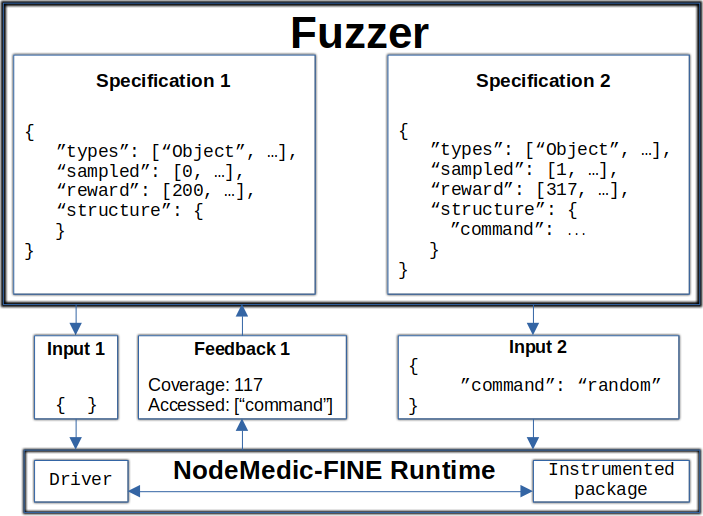 Fuzzer
Specification 1
{
”types”: [“Object”, …],
“sampled”: [0, …],
“reward”: [200, …],
“structure”: {
}
}
Specification 2
{
”types”: [“Object”, …],
“sampled”: [1, …],
“reward”: [317, …],
“structure”: {
”command”: ...
}
}
Input 1
{ }
Feedback 1
Coverage: 117
Accessed: [“command”]
Input 2
{
”command”: “random”
}
NodeMedic-FINE Runtime
Driver
Instrumented
package